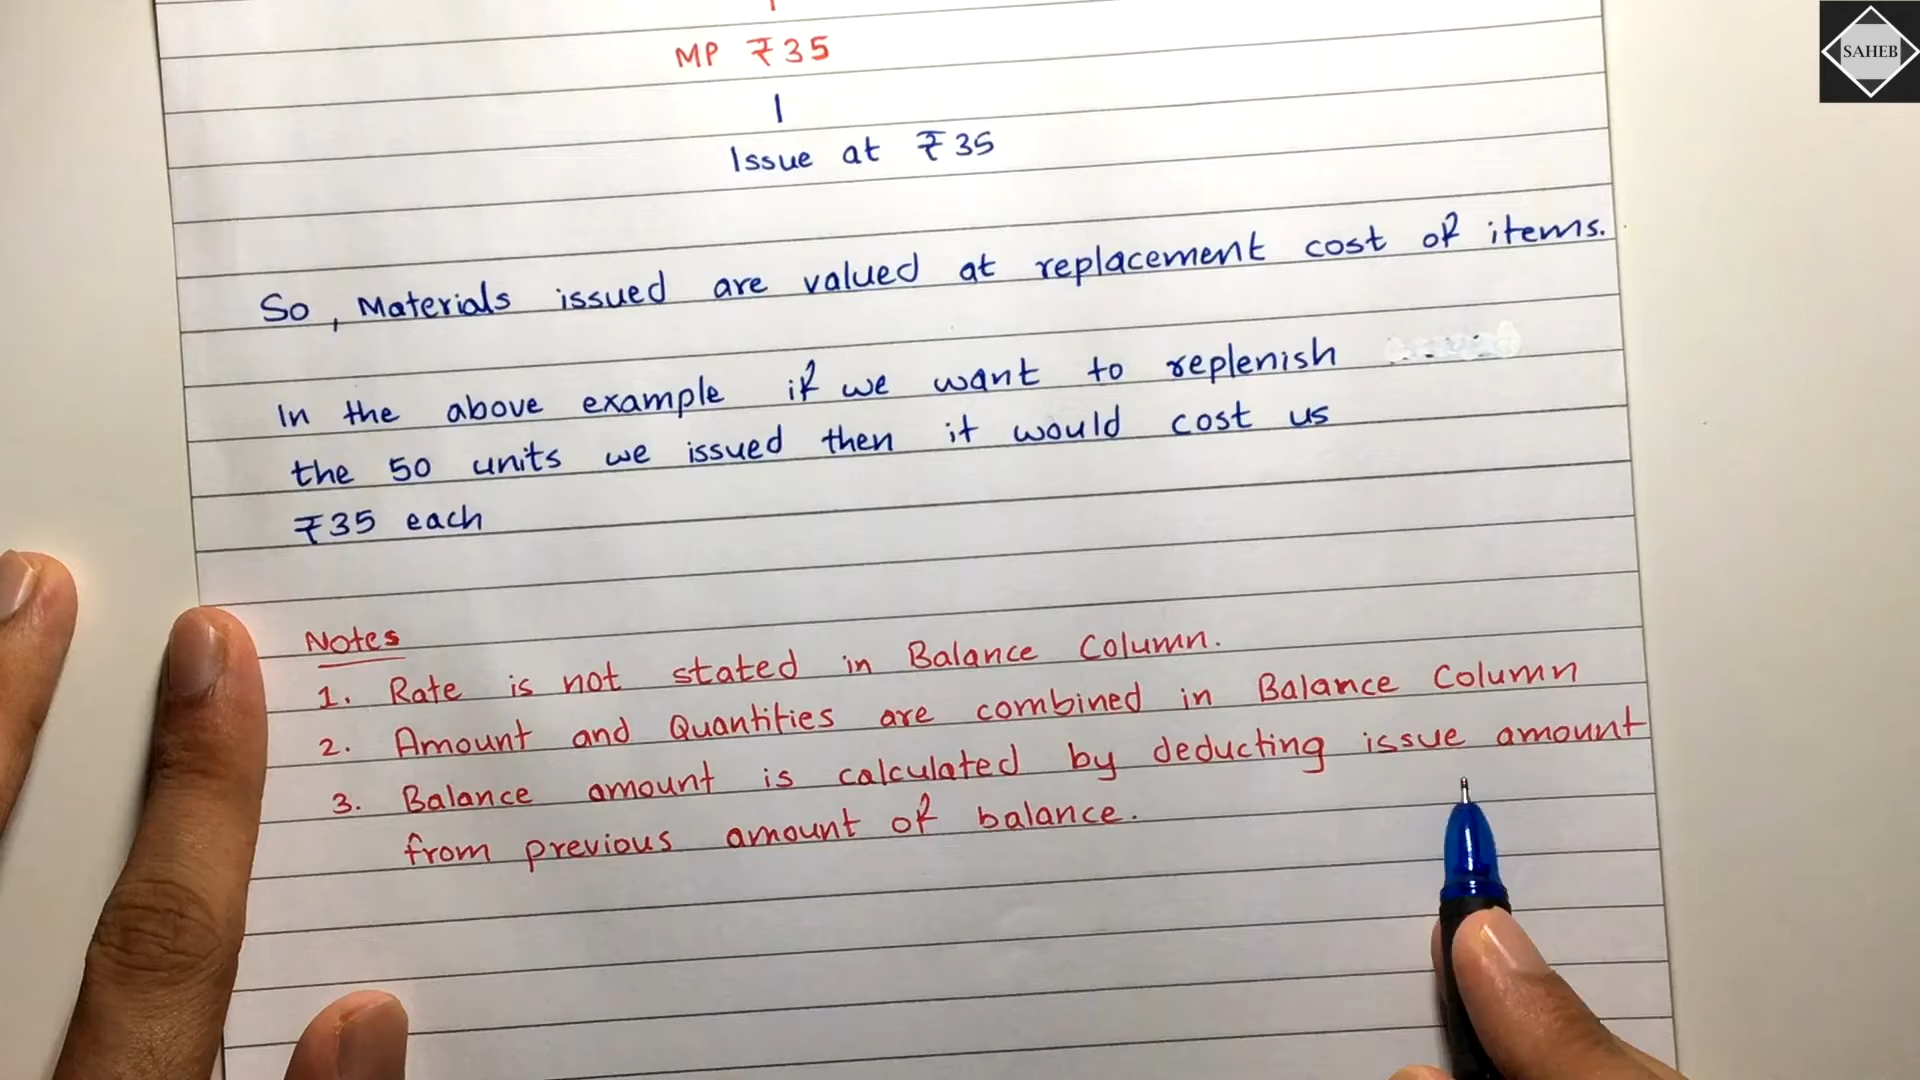 SAHEB
MP ₹35
Issue at ₹35
So, Materials issued are valued at replacement cost of items.
In the above example if we want to replenish
the 50 units we issued then it would cost us
₹35 each
Notes
1. Rate is not stated in Balance Column.
2. Amount and Quantities are combined in Balance Column
3. Balance amount is calculated by deducting issue amount
from previous amount of balance.